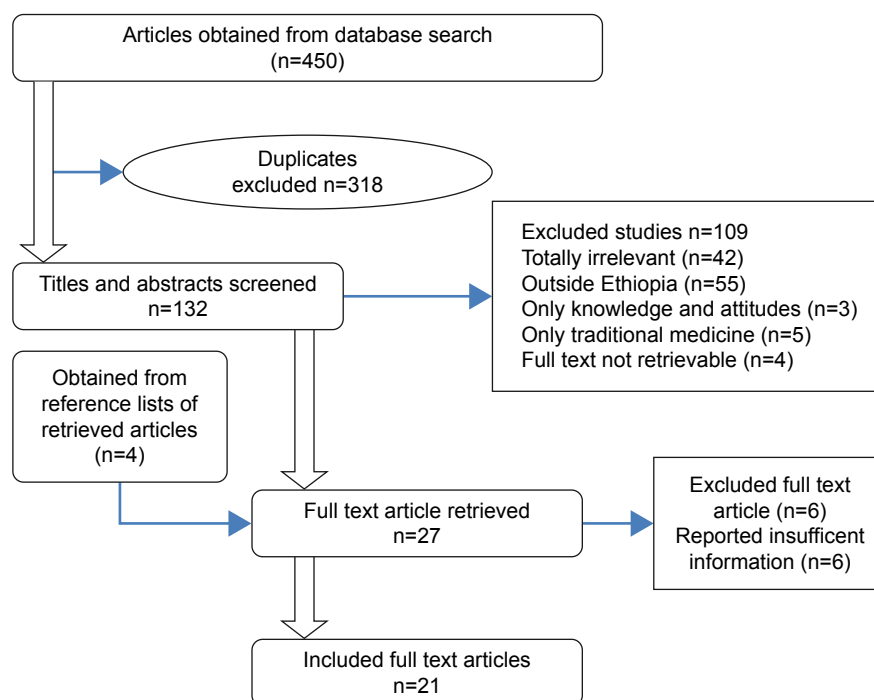 Articles obtained from database search
(n=450)
Duplicates
excluded n=318
Excluded studies n=109
Totally irrelevant (n=42)
Outside Ethiopia (n=55)
Only knowledge and attitudes (n=3)
Only traditional medicine (n=5)
Full text not retrievable (n=4)
Titles and abstracts screened
n=132
Obtained from
reference lists of
retrieved articles
(n=4)
Full text article retrieved
n=27
Excluded full text
article (n=6)
Reported insufficent
information (n=6)
Included full text articles
n=21